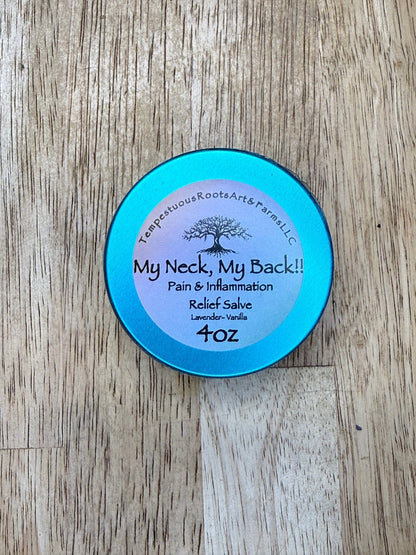 TempestuousRootsArt&FarmsLLC
My Neck, My Back!!
Pain & Inflammation
Relief Salve
Lavender- Vanilla
4oz